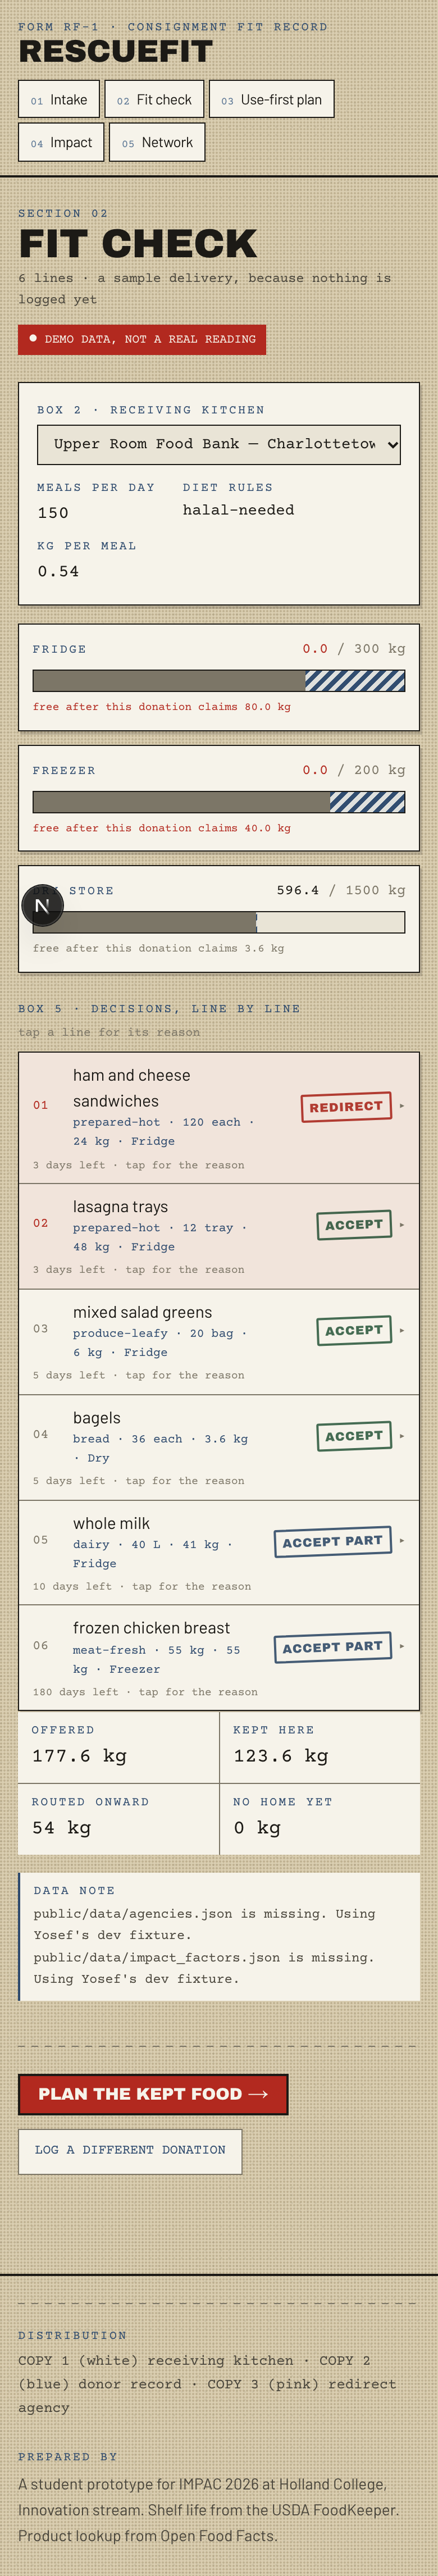 FORM RF-1 · CONSIGNMENT FIT RECORD
RESCUEFIT
01 Intake
02 Fit check
03 Use-first plan
04 Impact
05 Network
SECTION 02
FIT CHECK
6 lines · a sample delivery, because nothing is
logged yet
DEMO DATA, NOT A REAL READING
BOX 2 · RECEIVING KITCHEN
Upper Room Food Bank — Charlottetow
MEALS PER DAY
150
DIET RULES
halal-needed
KG PER MEAL
0.54
FRIDGE
0.0 / 300 kg
free after this donation claims 80.0 kg
FREEZER
0.0 / 200 kg
free after this donation claims 40.0 kg
STORE
596.4 / 1500 kg
N
free after this donation claims 3.6 kg
BOX 5 · DECISIONS, LINE BY LINE
tap a line for its reason
01
ham and cheese
sandwiches
prepared-hot · 120 each ·
24 kg · Fridge
REDIRECT ▸
3 days left · tap for the reason
02
lasagna trays
prepared-hot · 12 tray ·
48 kg · Fridge
ACCEPT ▸
3 days left · tap for the reason
03
mixed salad greens
produce-leafy · 20 bag ·
6 kg · Fridge
ACCEPT ▸
5 days left · tap for the reason
04
bagels
bread · 36 each · 3.6 kg
· Dry
ACCEPT ▸
5 days left · tap for the reason
05
whole milk
dairy · 40 L · 41 kg ·
Fridge
ACCEPT PART ▸
10 days left · tap for the reason
06
frozen chicken breast
meat-fresh · 55 kg · 55
kg · Freezer
ACCEPT PART ▸
180 days left · tap for the reason
OFFERED
177.6 kg
KEPT HERE
123.6 kg
ROUTED ONWARD
54 kg
NO HOME YET
0 kg
DATA NOTE
public/data/agencies.json is missing. Using
Yosef's dev fixture.
public/data/impact_factors.json is missing.
Using Yosef's dev fixture.
PLAN THE KEPT FOOD →
LOG A DIFFERENT DONATION
DISTRIBUTION
COPY 1 (white) receiving kitchen · COPY 2
(blue) donor record · COPY 3 (pink) redirect
agency
PREPARED BY
A student prototype for IMPAC 2026 at Holland College,
Innovation stream. Shelf life from the USDA FoodKeeper.
Product lookup from Open Food Facts.